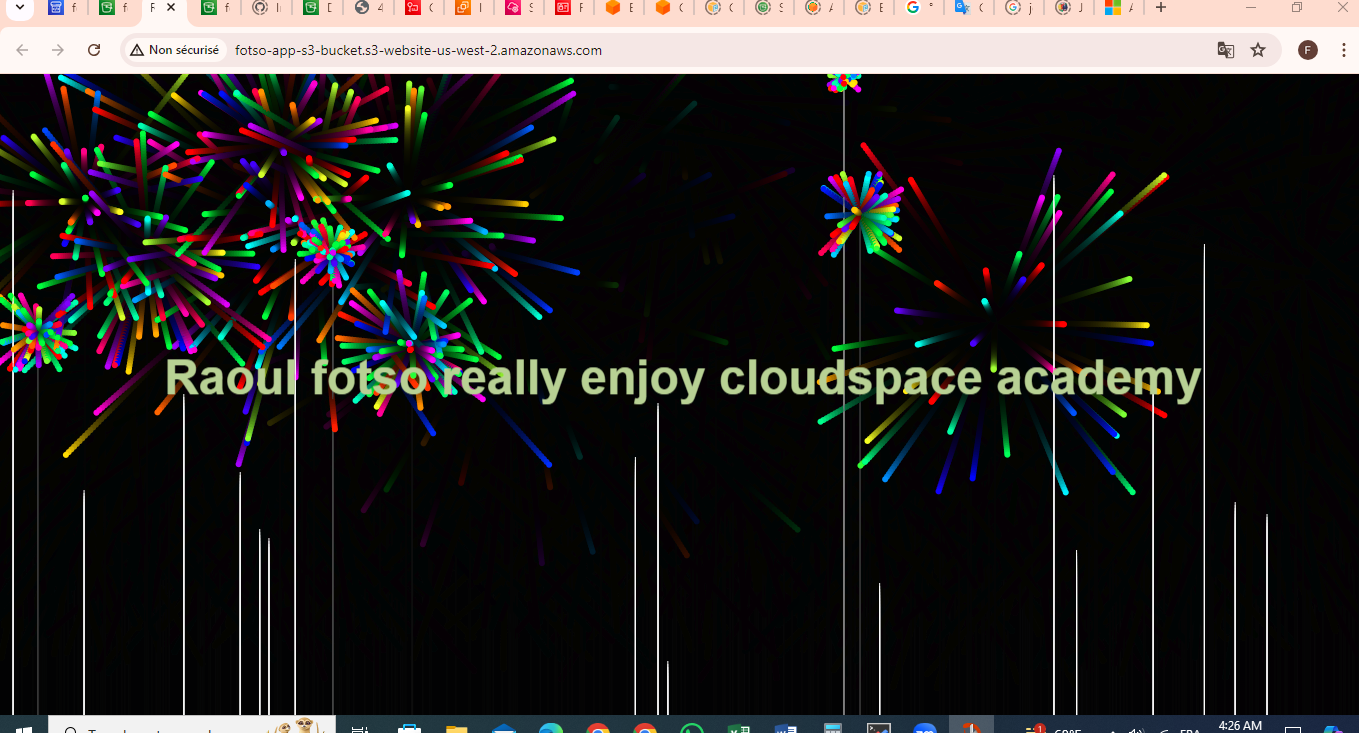 Non sécurisé
fotso-app-s3-bucket.s3-website-us-west-2.amazonaws.com
F
Raoul fotso really enjoy cloudspace academy
1
4:26 AM